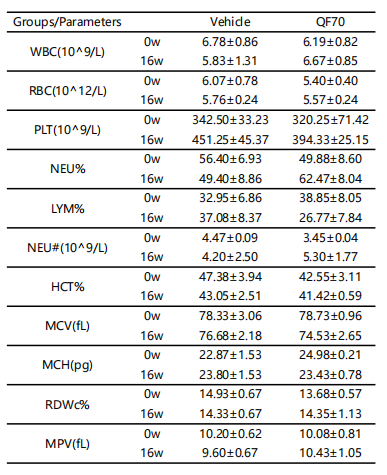 Groups/Parameters Vehicle QF70
WBC(10^9/L) 0w 6.78±0.86 6.19±0.82
16w 5.83±1.31 6.67±0.85
RBC(10^12/L) 0w 6.07±0.78 5.40±0.40
16w 5.76±0.24 5.57±0.24
PLT(10^9/L) 0w 342.50±33.23 320.25±71.42
16w 451.25±45.37 394.33±25.15
NEU% 0w 56.40±6.93 49.88±8.60
16w 49.40±8.86 62.47±8.04
LYM% 0w 32.95±6.86 38.85±8.05
16w 37.08±8.37 26.77±7.84
NEU#(10^9/L) 0w 4.47±0.09 3.45±0.04
16w 4.20±2.50 5.30±1.77
HCT% 0w 47.38±3.94 42.55±3.11
16w 43.05±2.51 41.42±0.59
MCV(fL) 0w 78.33±3.06 78.73±0.96
16w 76.68±2.18 74.53±2.65
MCH(pg) 0w 22.87±1.53 24.98±0.21
16w 23.80±1.53 23.43±0.78
RDWc% 0w 14.93±0.67 13.68±0.57
16w 14.33±0.67 14.35±1.13
MPV(fL) 0w 10.20±0.62 10.08±0.81
16w 9.60±0.67 10.43±1.05